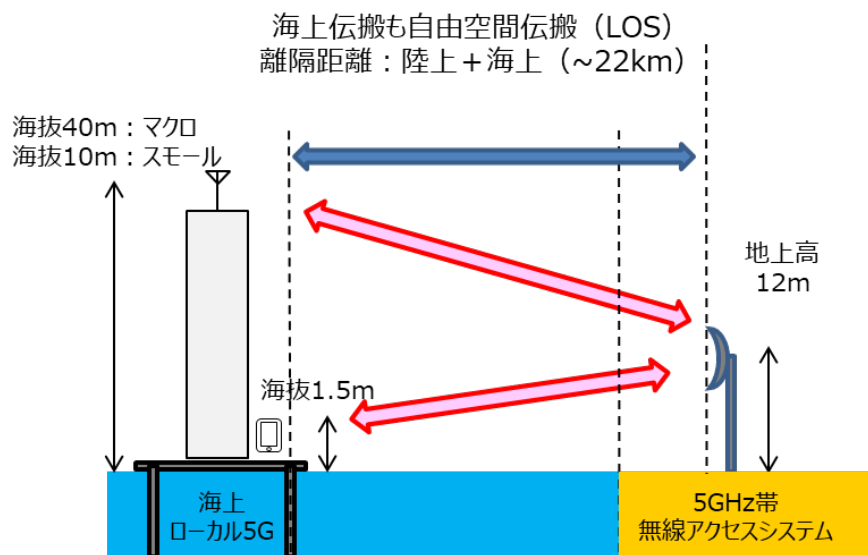 海上伝搬も自由空間伝搬（LOS）
離隔距離：陸上＋海上（~22km）
海抜40m：マクロ
海抜10m：スモール
地上高
12m
海抜1.5m
海上
ローカル5G
5GHz帯
無線アクセスシステム